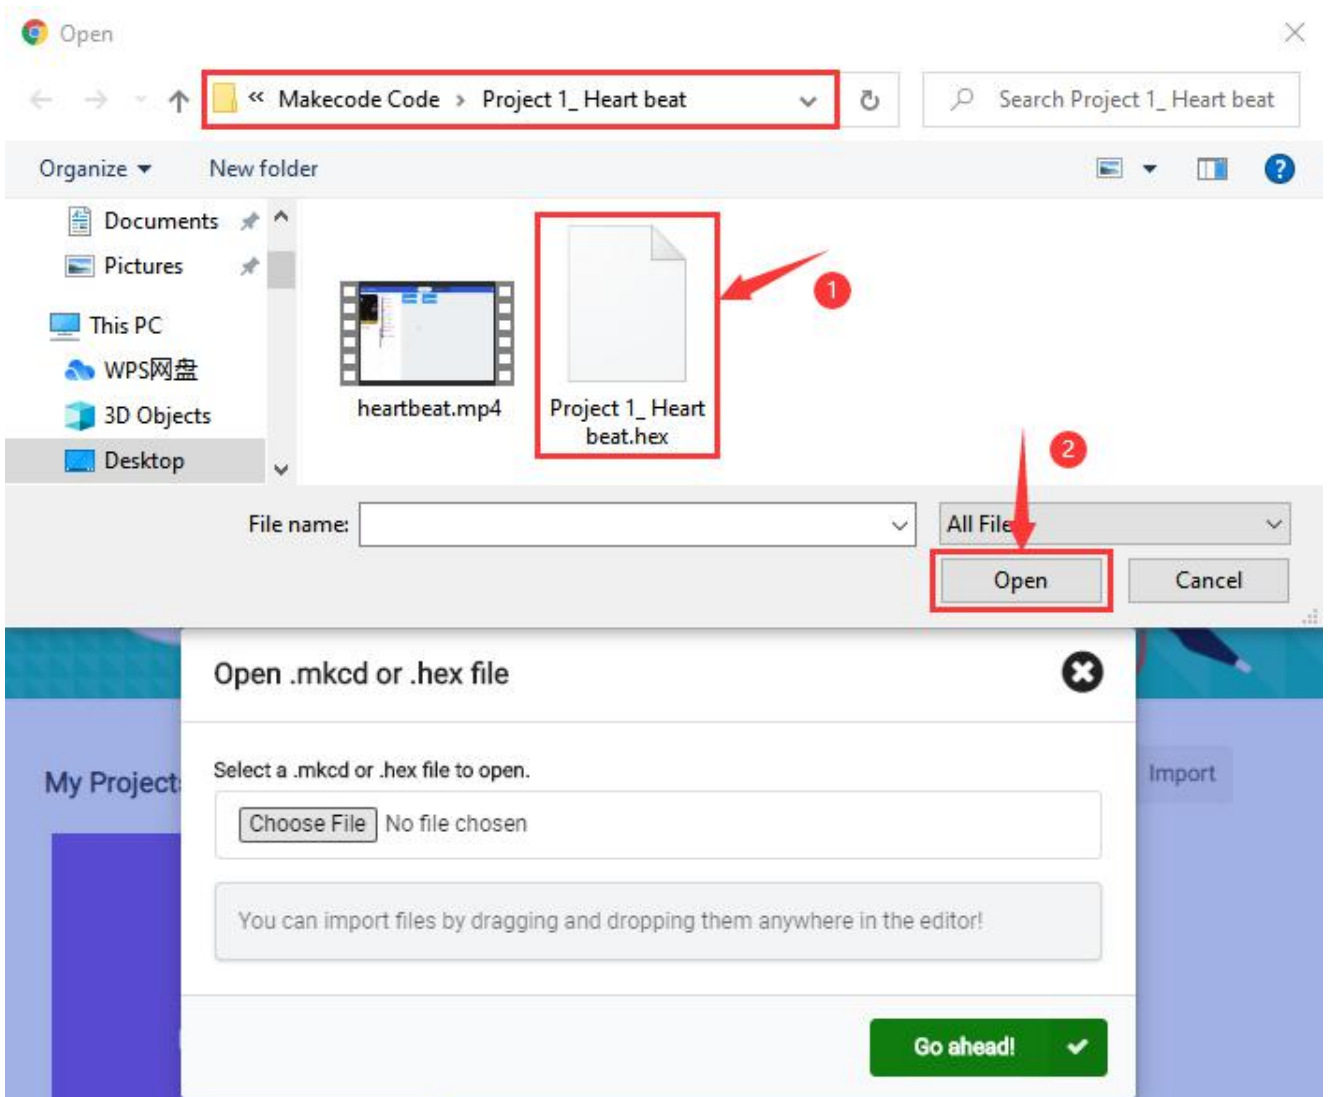 Open
« Makecode Code > Project 1_ Heart beat
Search Project 1_ Heart beat
Organize
New folder
?
Documents
Pictures
This PC
WPS网盘
3D Objects
Desktop
heartbeat.mp4
Project 1_ Heart
beat.hex
1
2
File name:
All File
Open
Cancel
Open .mkcd or .hex file
My Project
Select a .mkcd or .hex file to open.
Import
Choose File No file chosen
You can import files by dragging and dropping them anywhere in the editor!
Go ahead!